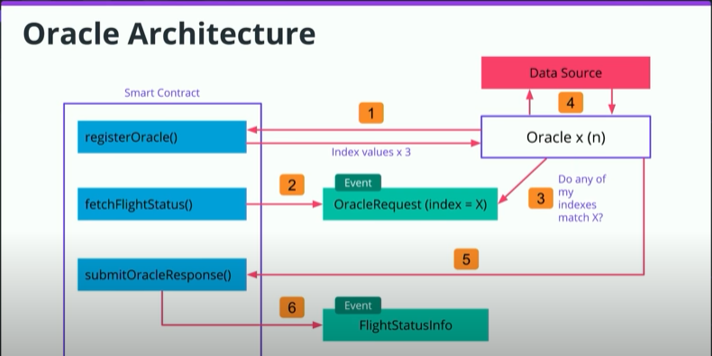 Oracle Architecture
Smart Contract
Data Source
1
4
registerOracle()
Oracle x (n)
Index values x 3
2
Event
3
Do any of
my
indexes
match X?
fetchFlightStatus()
OracleRequest (index = X)
5
submitOracleResponse()
6
Event
FlightStatusInfo